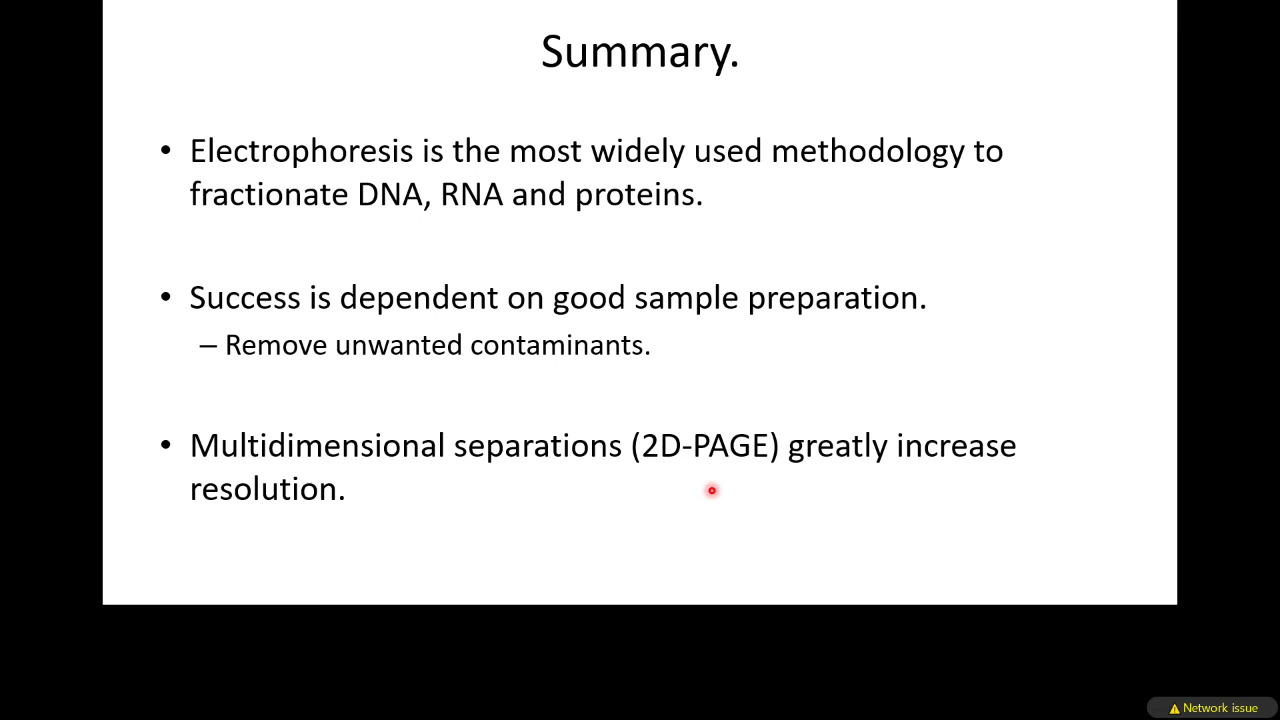 Summary.
• Electrophoresis is the most widely used methodology to
fractionate DNA, RNA and proteins.
• Success is dependent on good sample preparation.
– Remove unwanted contaminants.
• Multidimensional separations (2D-PAGE) greatly increase
resolution.
Network issue